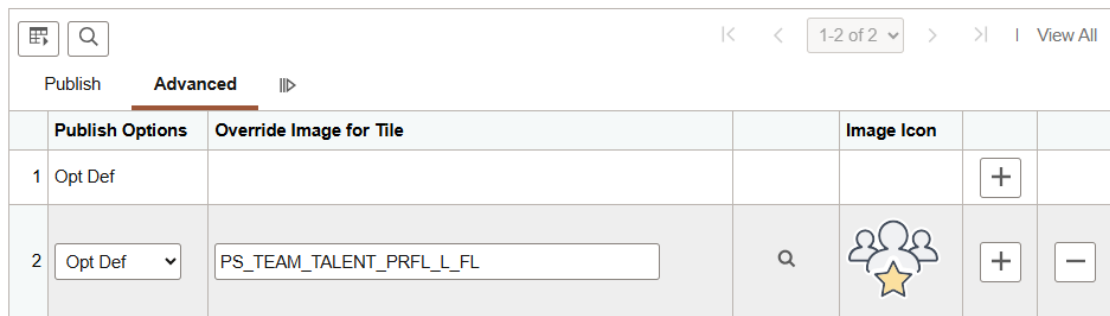 1-2 of 2
View All
Publish Advanced
Publish Options Override Image for Tile Image Icon
1 Opt Def
2 Opt Def PS_TEAM_TALENT_PRFL_L_FL